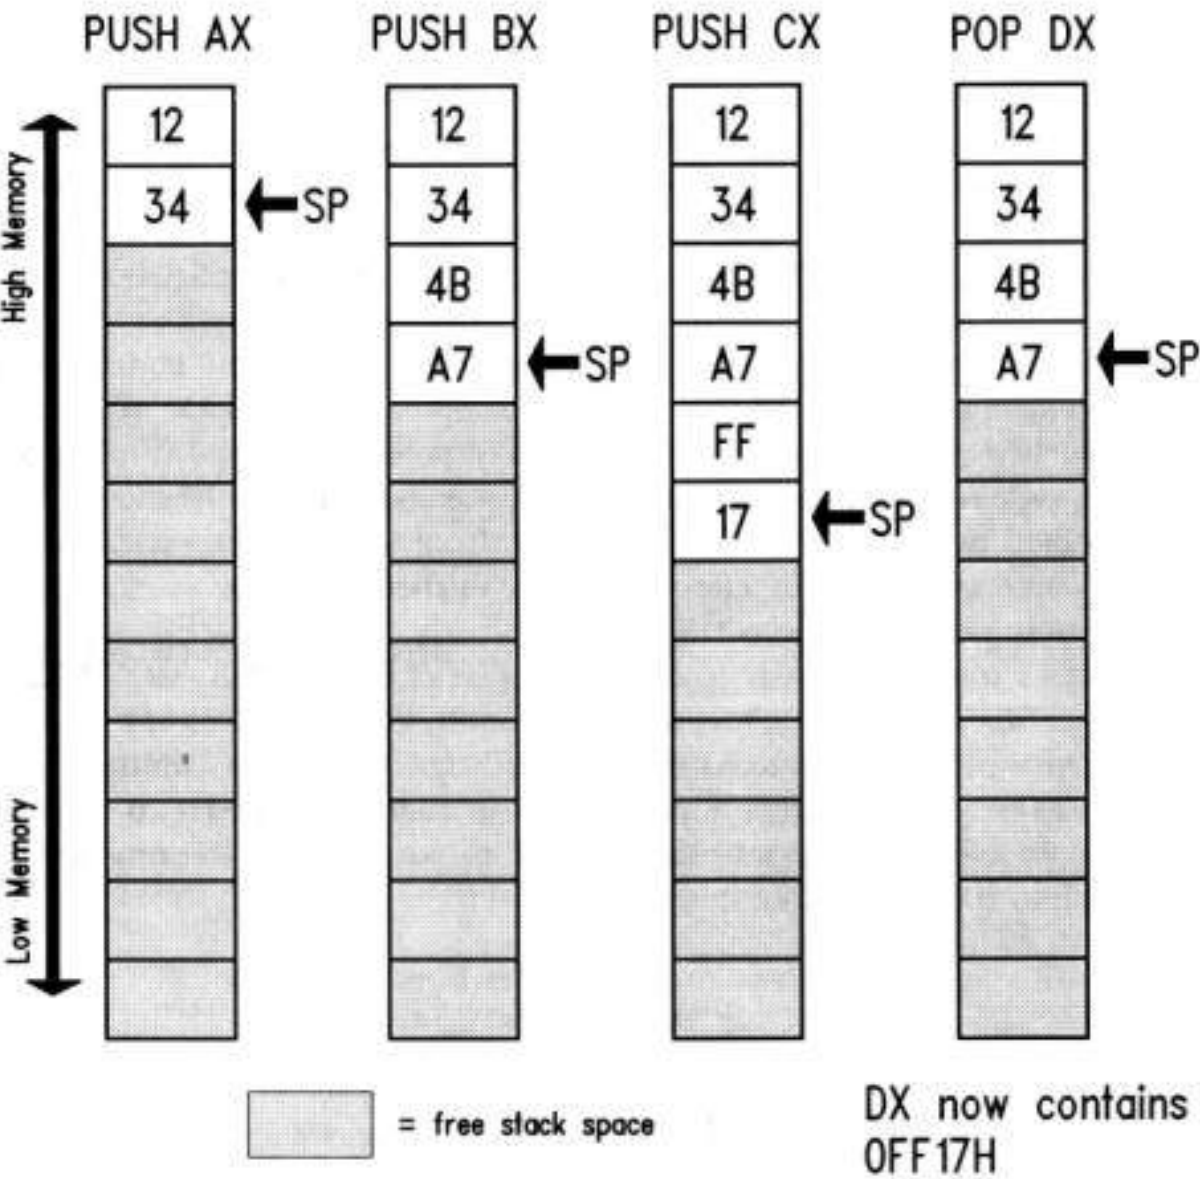 PUSH AX PUSH BX PUSH CX POP DX
12 12 12 12
34 SP 34 34 34
4B 4B 4B
A7 SP A7 A7 SP
FF
17 SP
High Memory
Low Memory
= free stack space
DX now contains
0FF17H